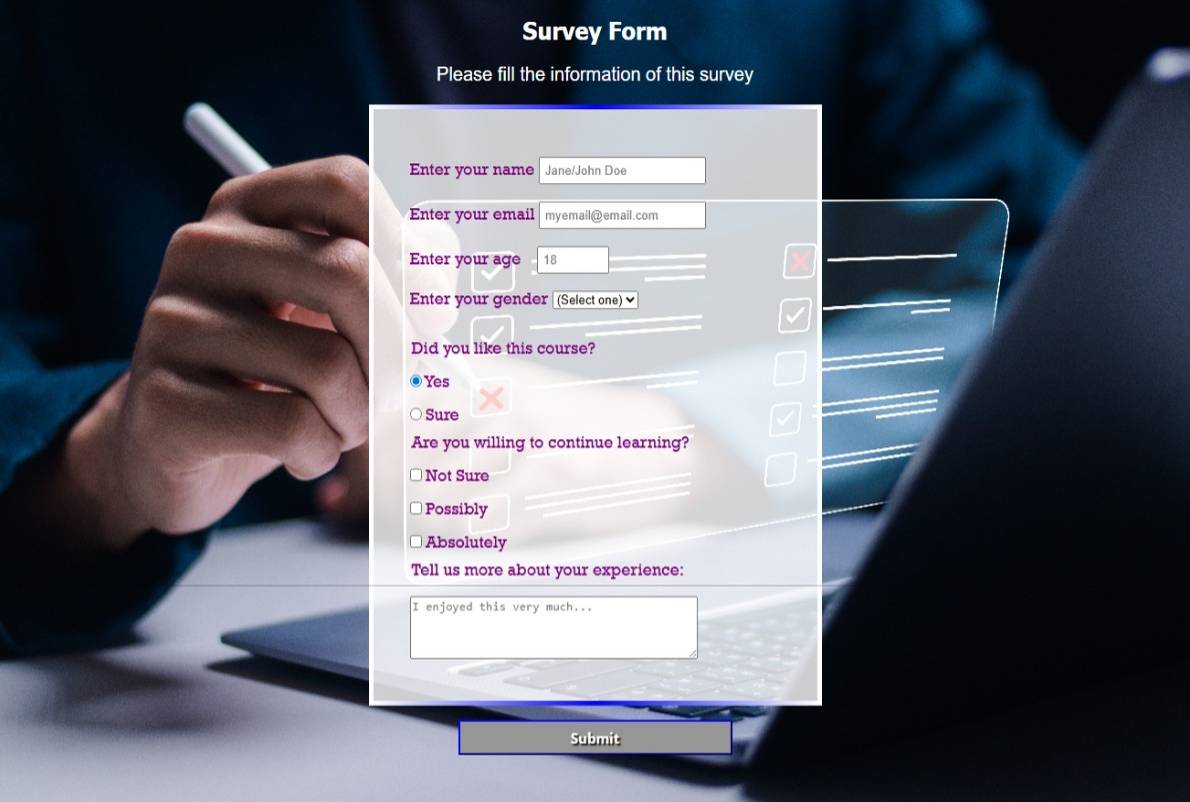 Survey Form
Please fill the information of this survey
Enter your name Jane/John Doe
Enter your email myemail@email.com
Enter your age 18
Enter your gender (Select one)
Did you like this course?
Yes
Sure
Are you willing to continue learning?
Not Sure
Possibly
Absolutely
Tell us more about your experience:
I enjoyed this very much...
Submit